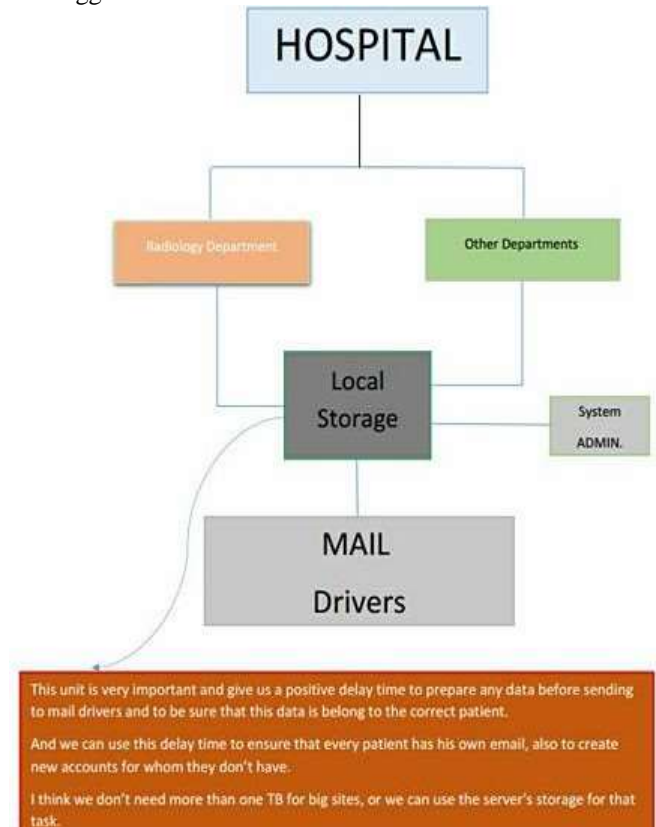 HOSPITAL
Radiology Department
Other Departments
Local
Storage
System
ADMIN.
MAIL
Drivers
This unit is very important and give us a positive delay time to prepare any data before sending
to mail drivers and to be sure that this data is belong to the correct patient.
And we can use this delay time to ensure that every patient has his own email, also to create
new accounts for whom they don't have.
I think we don't need more than one TB for big sites, or we can use the server's storage for that
task.